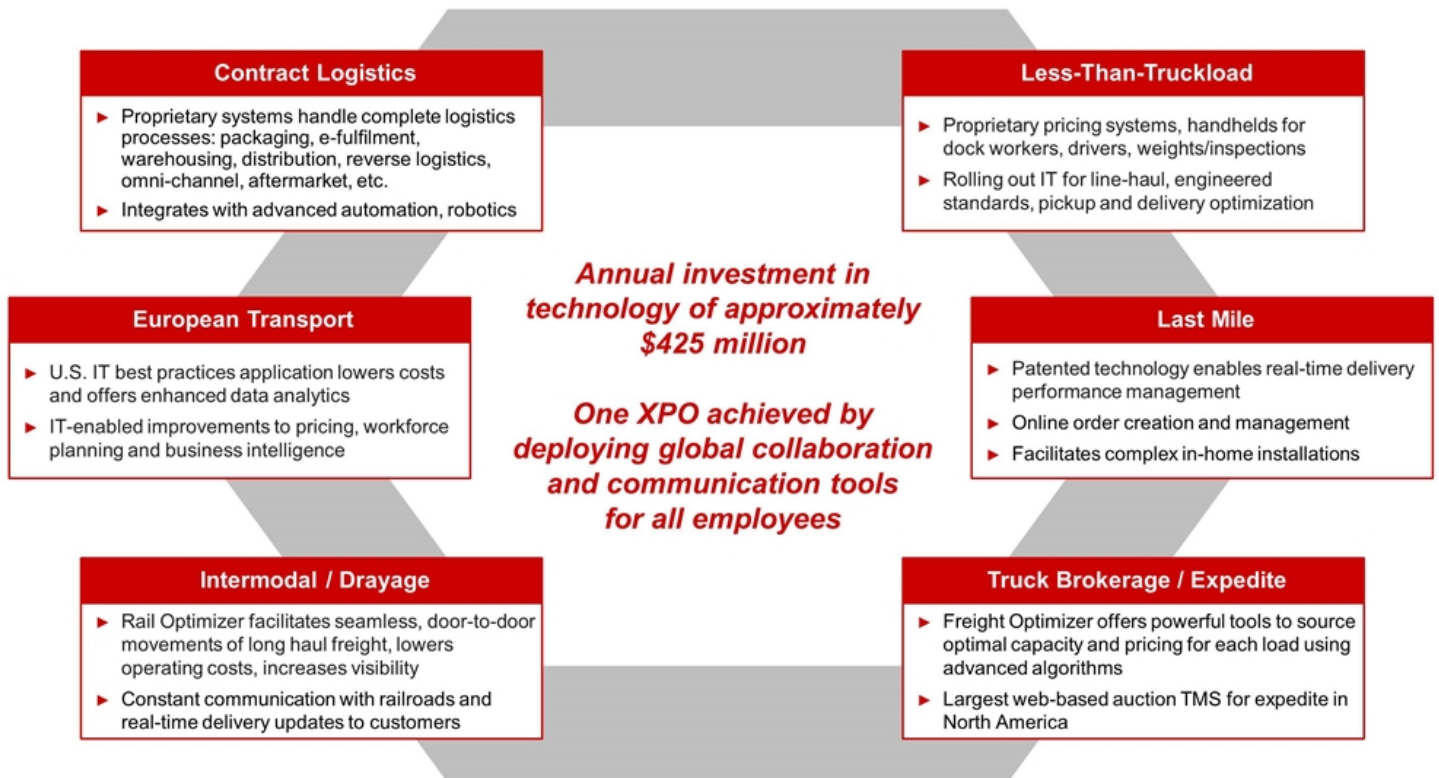 Contract Logistics
► Proprietary systems handle complete logistics
processes: packaging, e-fulfilment,
warehousing, distribution, reverse logistics,
omni-channel, aftermarket, etc.
► Integrates with advanced automation, robotics
Less-Than-Truckload
► Proprietary pricing systems, handhelds for
dock workers, drivers, weights/inspections
► Rolling out IT for line-haul, engineered
standards, pickup and delivery optimization
Annual investment in
technology of approximately
$425 million
One XPO achieved by
deploying global collaboration
and communication tools
for all employees
European Transport
► U.S. IT best practices application lowers costs
and offers enhanced data analytics
► IT-enabled improvements to pricing, workforce
planning and business intelligence
Last Mile
► Patented technology enables real-time delivery
performance management
► Online order creation and management
► Facilitates complex in-home installations
Intermodal / Drayage
► Rail Optimizer facilitates seamless, door-to-door
movements of long haul freight, lowers
operating costs, increases visibility
► Constant communication with railroads and
real-time delivery updates to customers
Truck Brokerage / Expedite
► Freight Optimizer offers powerful tools to source
optimal capacity and pricing for each load using
advanced algorithms
► Largest web-based auction TMS for expedite in
North America